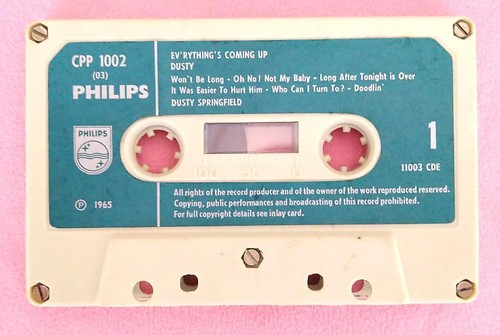 CPP 1002
(03)
PHILIPS
EV'RYTHING'S COMING UP
DUSTY
Won't Be Long - Oh No! Not My Baby - Long After Tonight is Over
It Was Easier To Hurt Him - Who Can I Turn To? - Doodlin'
DUSTY SPRINGFIELD
PHILIPS
1
11003 CDE
100 50 0
Ⓟ 1965
All rights of the record producer and of the owner of the work reproduced reserved.
Copying, public performances and broadcasting of this record prohibited.
For full copyright details see inlay card.